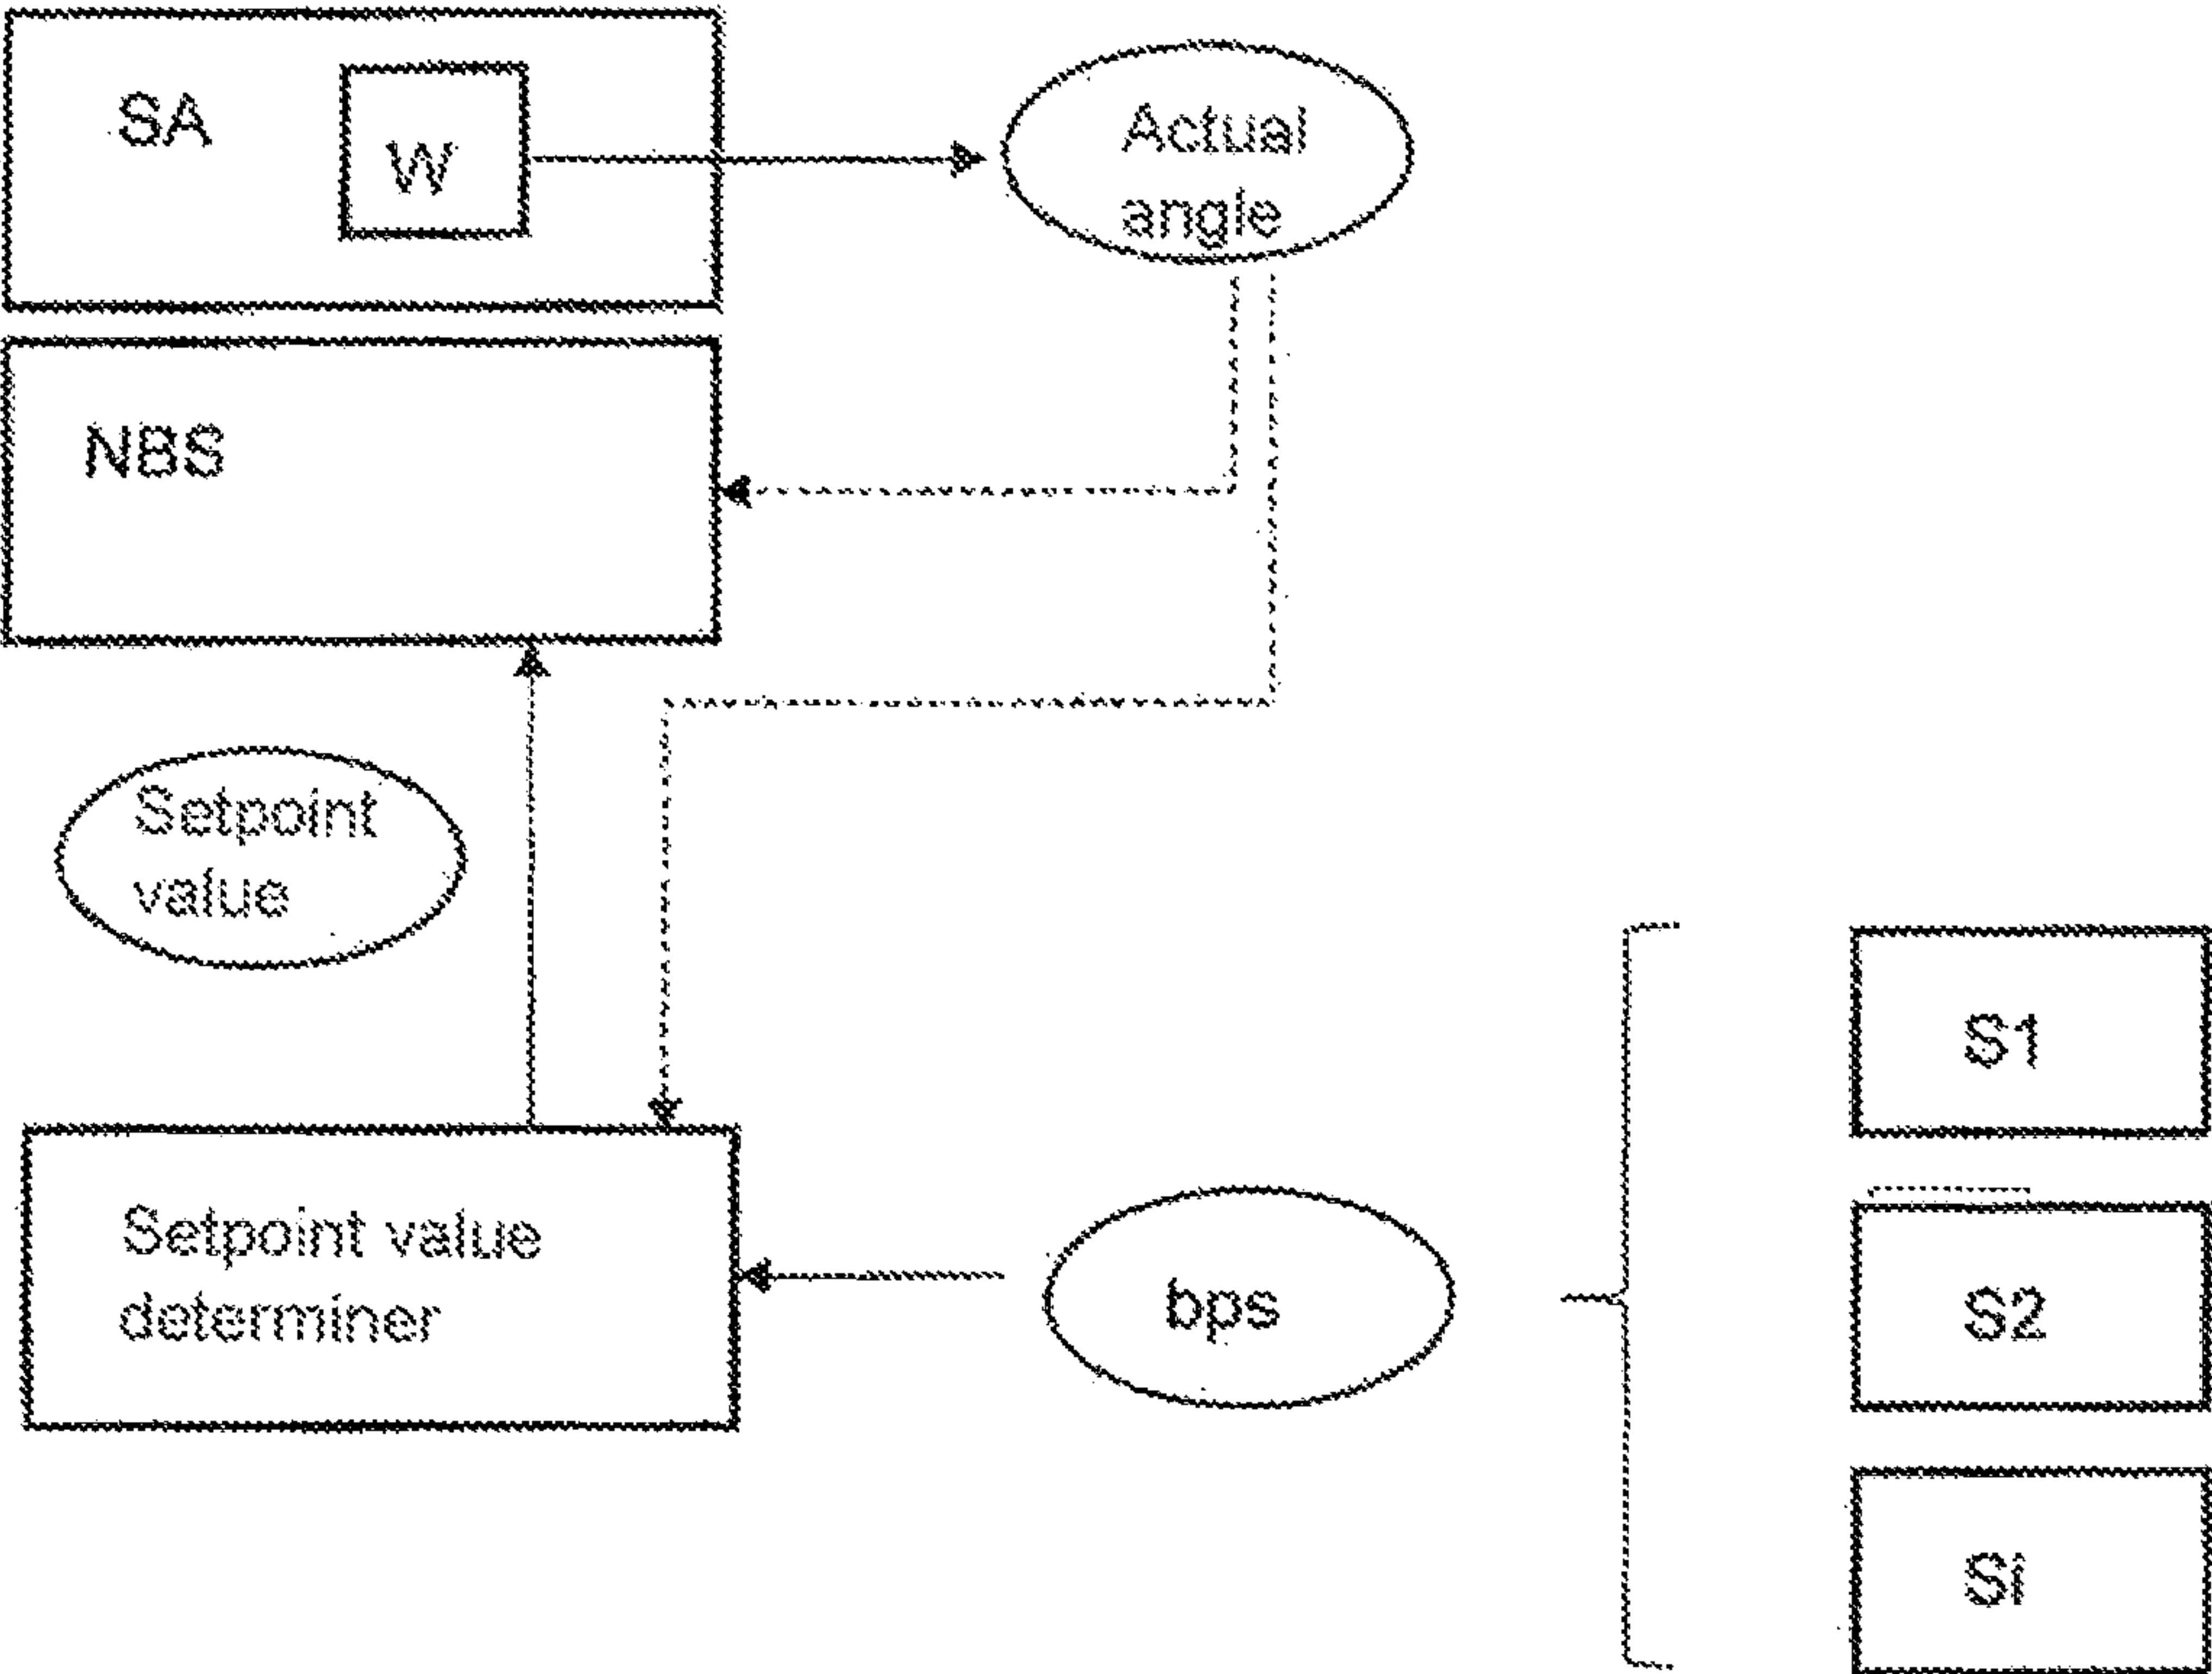 SA
W
Actual
angle
NBS
Setpoint
value
S1
Setpoint value
determiner
bps
S2
Si